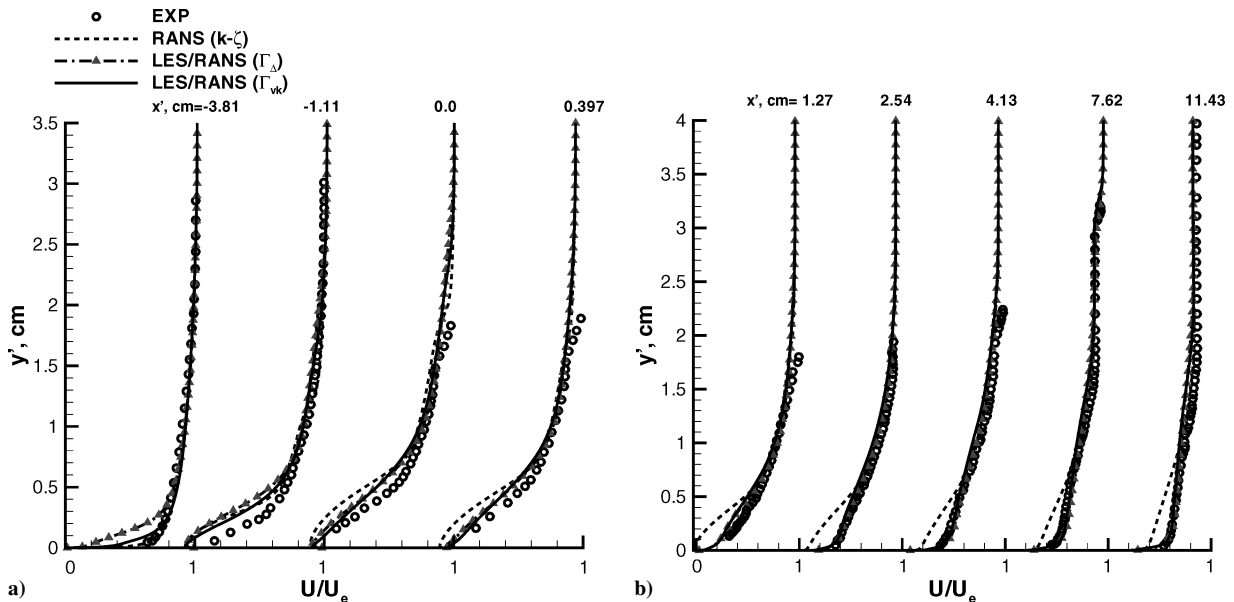 EXP
RANS (k-ζ)
LES/RANS (Γ_Δ)
LES/RANS (Γ_vk)
x', cm=-3.81 -1.11 0.0 0.397
3.5
3
2.5
2
1.5
1
0.5
0
y', cm
0 1 1 1 1
U/U_e
a)
x', cm= 1.27 2.54 4.13 7.62 11.43
4
3.5
3
2.5
2
1.5
1
0.5
0
y', cm
0 1 1 1 1 1
U/U_e
b)